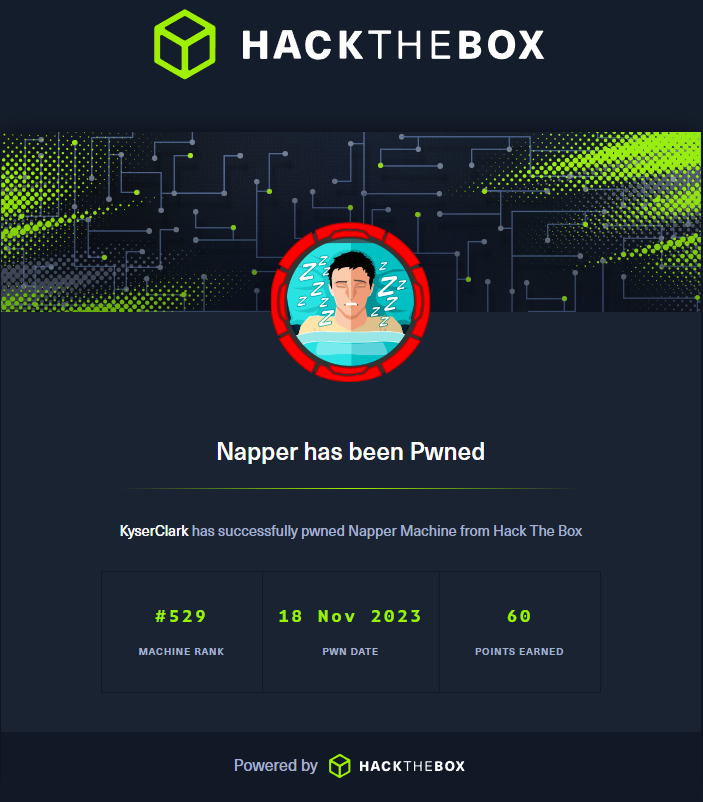 HACKTHEBOX
Z Z Z Z Z Z Z Z Z Z Z Z
Napper has been Pwned
KyserClark has successfully pwned Napper Machine from Hack The Box
#529 18 Nov 2023 60
MACHINE RANK PWN DATE POINTS EARNED
Powered by HACKTHEBOX